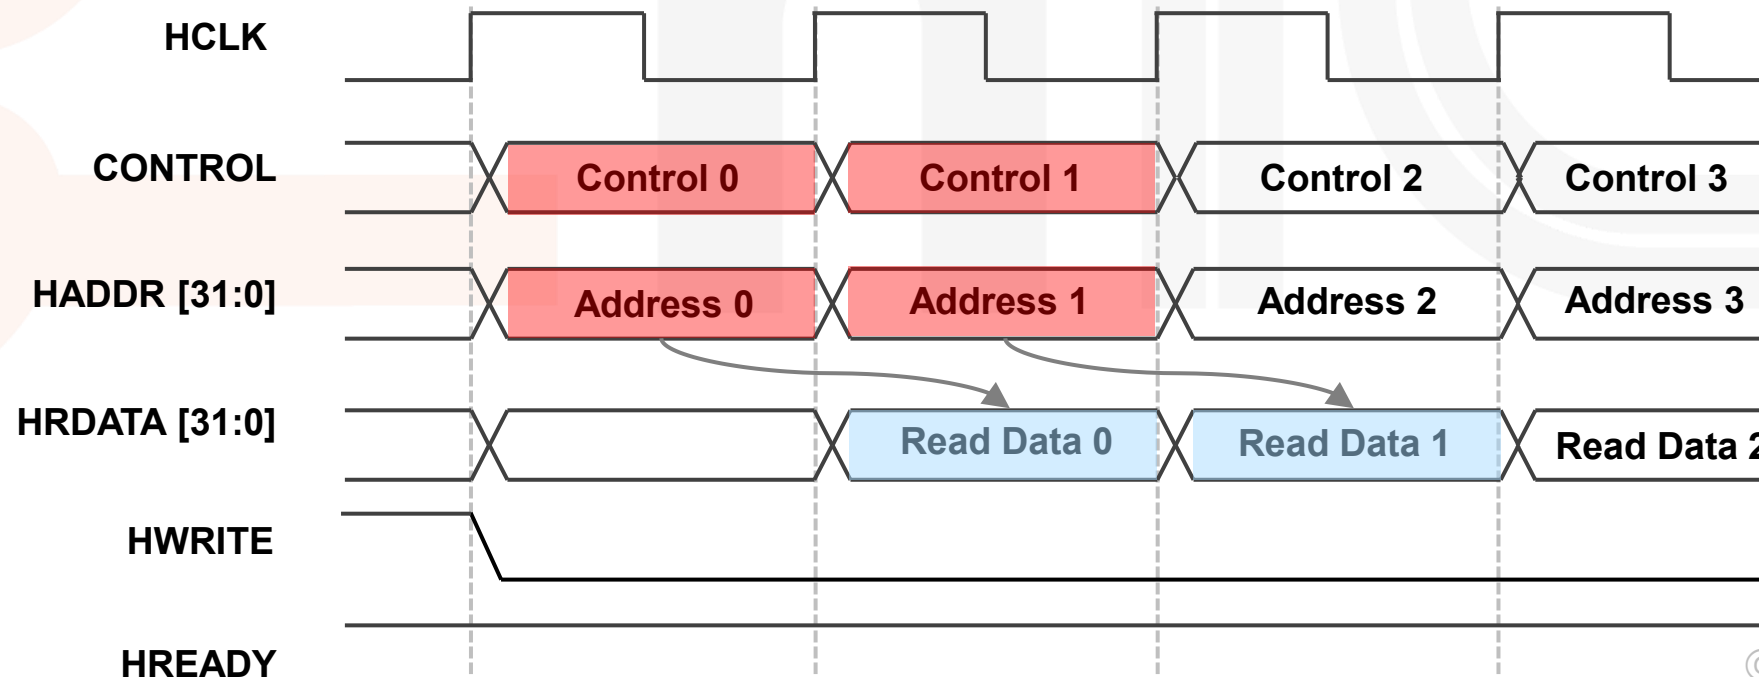 HCLK
CONTROL Control 0 Control 1 Control 2 Control 3
HADDR [31:0] Address 0 Address 1 Address 2 Address 3
HRDATA [31:0] Read Data 0 Read Data 1 Read Data 2
HWRITE
HREADY